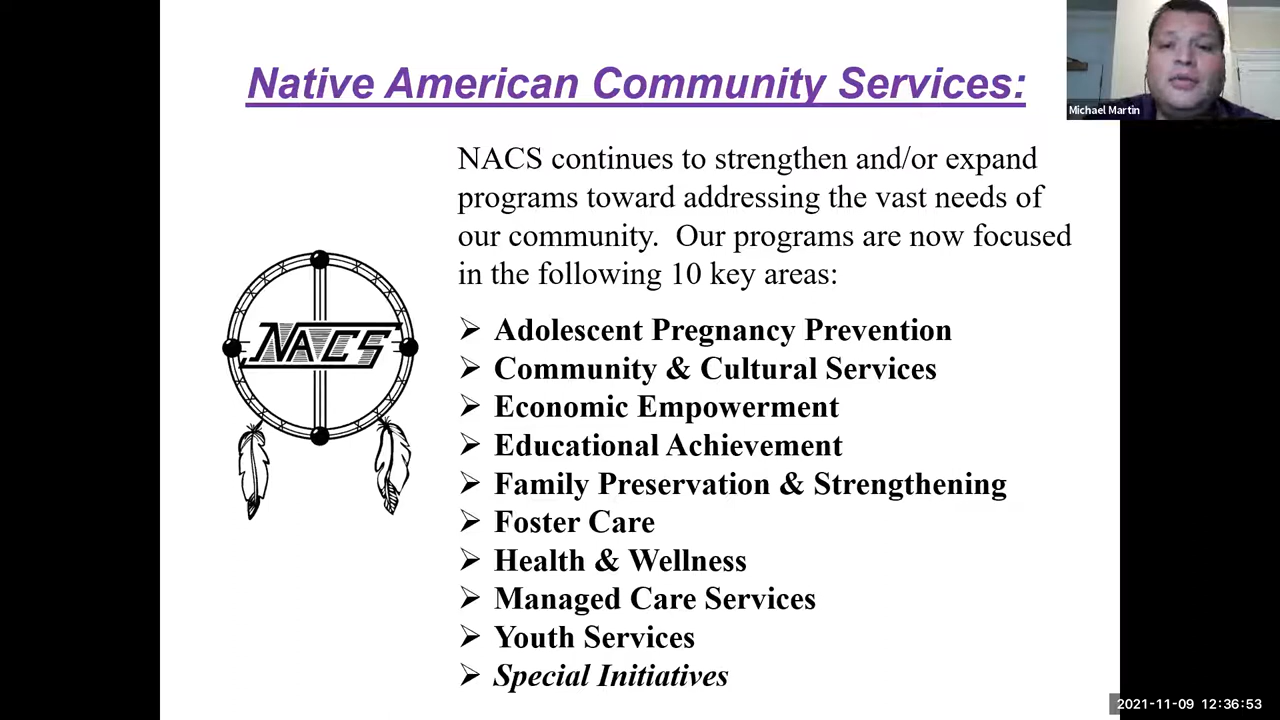 Native American Community Services:
Michael Martin
NACS continues to strengthen and/or expand
programs toward addressing the vast needs of
our community.  Our programs are now focused
in the following 10 key areas:
NACS
➢ Adolescent Pregnancy Prevention
➢ Community & Cultural Services
➢ Economic Empowerment
➢ Educational Achievement
➢ Family Preservation & Strengthening
➢ Foster Care
➢ Health & Wellness
➢ Managed Care Services
➢ Youth Services
➢ Special Initiatives
2021-11-09 12:36:53